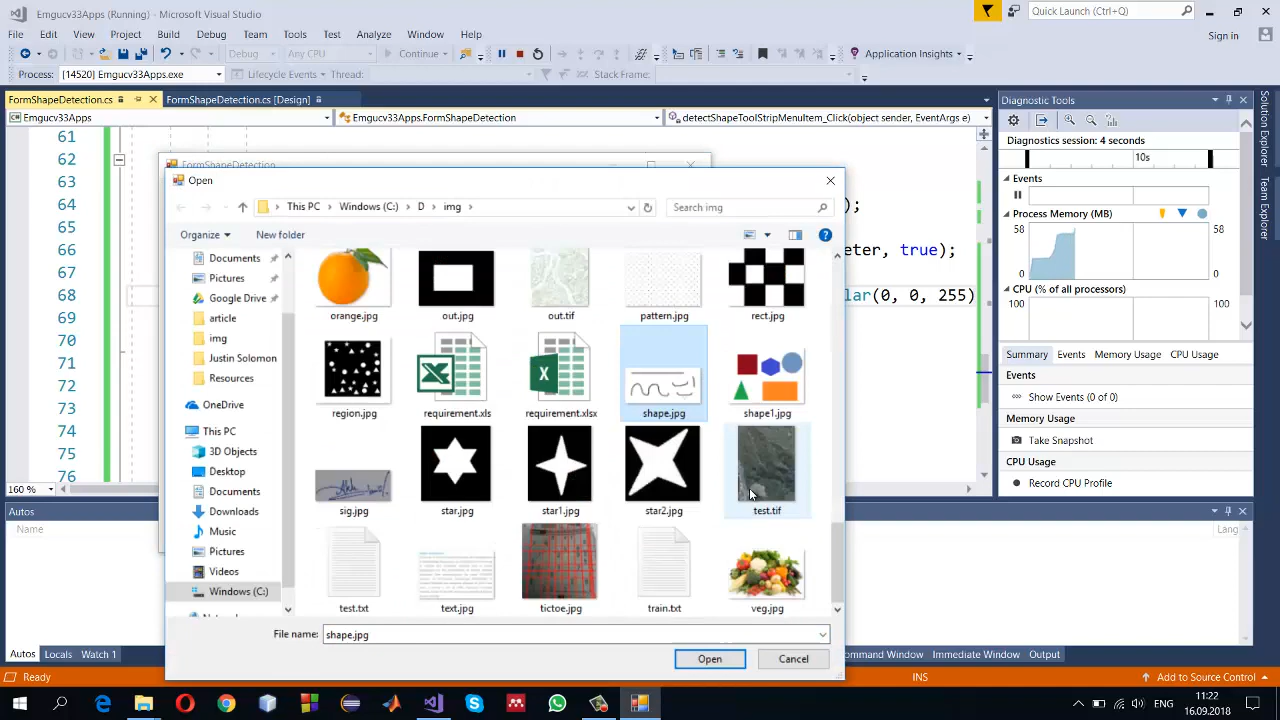 Emgucv33Apps (Running) - Microsoft Visual Studio
Quick Launch (Ctrl+Q)
File Edit View Project Build Debug Team Tools Test Analyze Window Help
Sign in
Debug Any CPU Continue Application Insights
Process: [14520] Emgucv33Apps.exe Lifecycle Events Thread: Stack Frame:
FormShapeDetection.cs FormShapeDetection.cs [Design]
Emgucv33Apps Emgucv33Apps.FormShapeDetection detectShapeToolStripMenuItem_Click(object sender, EventArgs e)
61
62
63
64 );
65
66 eter, true);
67
68 lar(0, 0, 255)
69
70
71
72
73
74
75
76
160 %
FormShapeDetection
Open
This PC Windows (C:) D img
Search img
Organize New folder
Documents
Pictures
Google Drive
article
img
Justin Solomon
Resources
OneDrive
This PC
3D Objects
Desktop
Documents
Downloads
Music
Pictures
Videos
Windows (C:)
orange.jpg out.jpg out.tif pattern.jpg rect.jpg
region.jpg requirement.xls requirement.xlsx shape.jpg shape1.jpg
sig.jpg star.jpg star1.jpg star2.jpg test.tif
test.txt text.jpg tictoe.jpg train.txt veg.jpg
File name: shape.jpg
Open Cancel
Diagnostic Tools
Diagnostics session: 4 seconds
10s
Events
Process Memory (MB)
58 58
0 0
CPU (% of all processors)
100 100
Summary Events Memory Usage CPU Usage
Events
Show Events (0 of 0)
Memory Usage
Take Snapshot
CPU Usage
Record CPU Profile
Solution Explorer
Team Explorer
Autos
Name
Lang
Autos Locals Watch 1
ommand Window Immediate Window Output
Ready INS Add to Source Control
ENG
11:22
16.09.2018